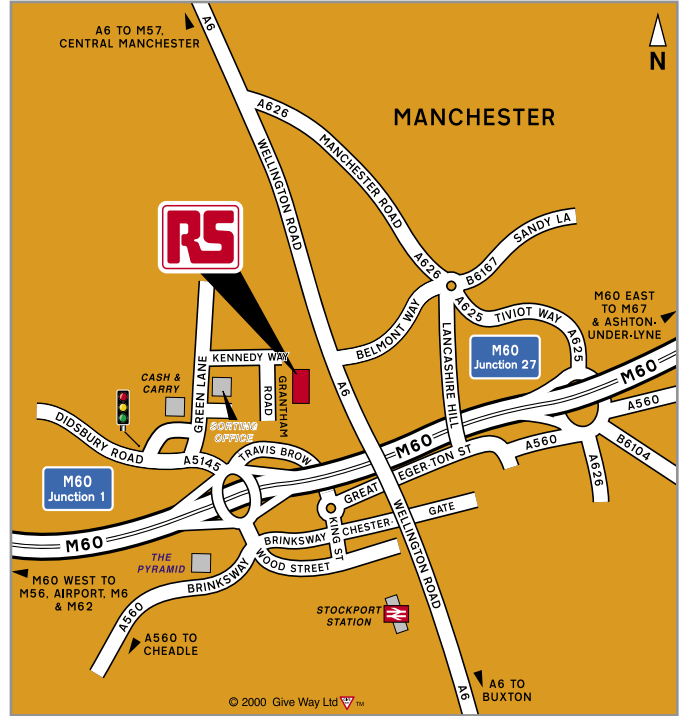 A6 TO M57,
CENTRAL MANCHESTER
A6
N
A626
MANCHESTER
WELLINGTON ROAD
MANCHESTER ROAD
RS
SANDY LA
A626
B6167
M60 EAST
TO M67
& ASHTON-
UNDER-LYNE
A625
TIVIOT WAY
A625
BELMONT WAY
LANCASHIRE HILL
M60
Junction 27
KENNEDY WAY
GREEN LANE
CASH &
CARRY
GRANTHAM
ROAD
A6
M60
A560
SORTING
OFFICE
DIDSBURY ROAD
A5145
TRAVIS BROW
M60
EGER-TON ST
A560
B6104
A626
M60
Junction 1
GREAT
KING ST
CHESTER-
GATE
WELLINGTON ROAD
M60
BRINKSWAY
WOOD STREET
THE
PYRAMID
BRINKSWAY
M60 WEST TO
M56, AIRPORT, M6
& M62
A560
STOCKPORT
STATION
A560 TO
CHEADLE
A6
A6 TO
BUXTON
© 2000 Give Way Ltd TM